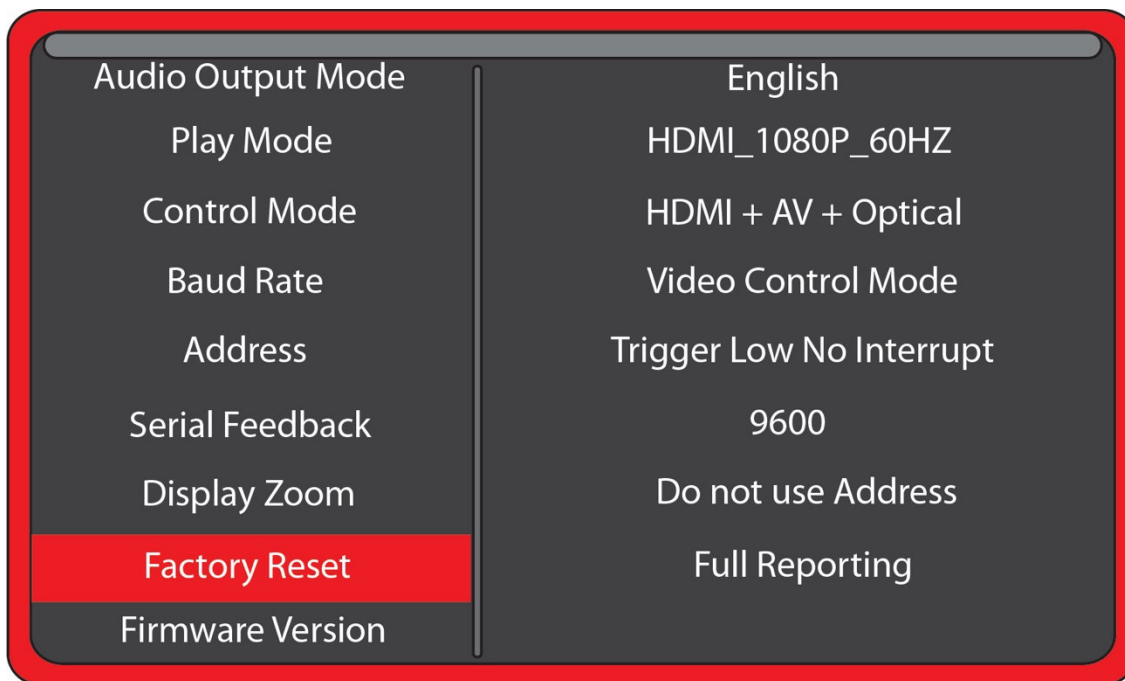 Audio Output Mode
Play Mode
Control Mode
Baud Rate
Address
Serial Feedback
Display Zoom
Factory Reset
Firmware Version
English
HDMI_1080P_60HZ
HDMI + AV + Optical
Video Control Mode
Trigger Low No Interrupt
9600
Do not use Address
Full Reporting